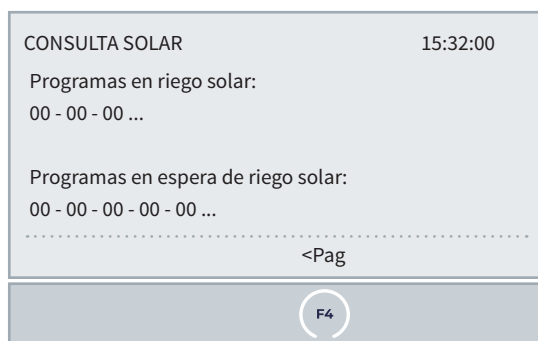 CONSULTA SOLAR 15:32:00
Programas en riego solar:
00 - 00 - 00 ...
Programas en espera de riego solar:
00 - 00 - 00 - 00 - 00 ...
<Pag
F4